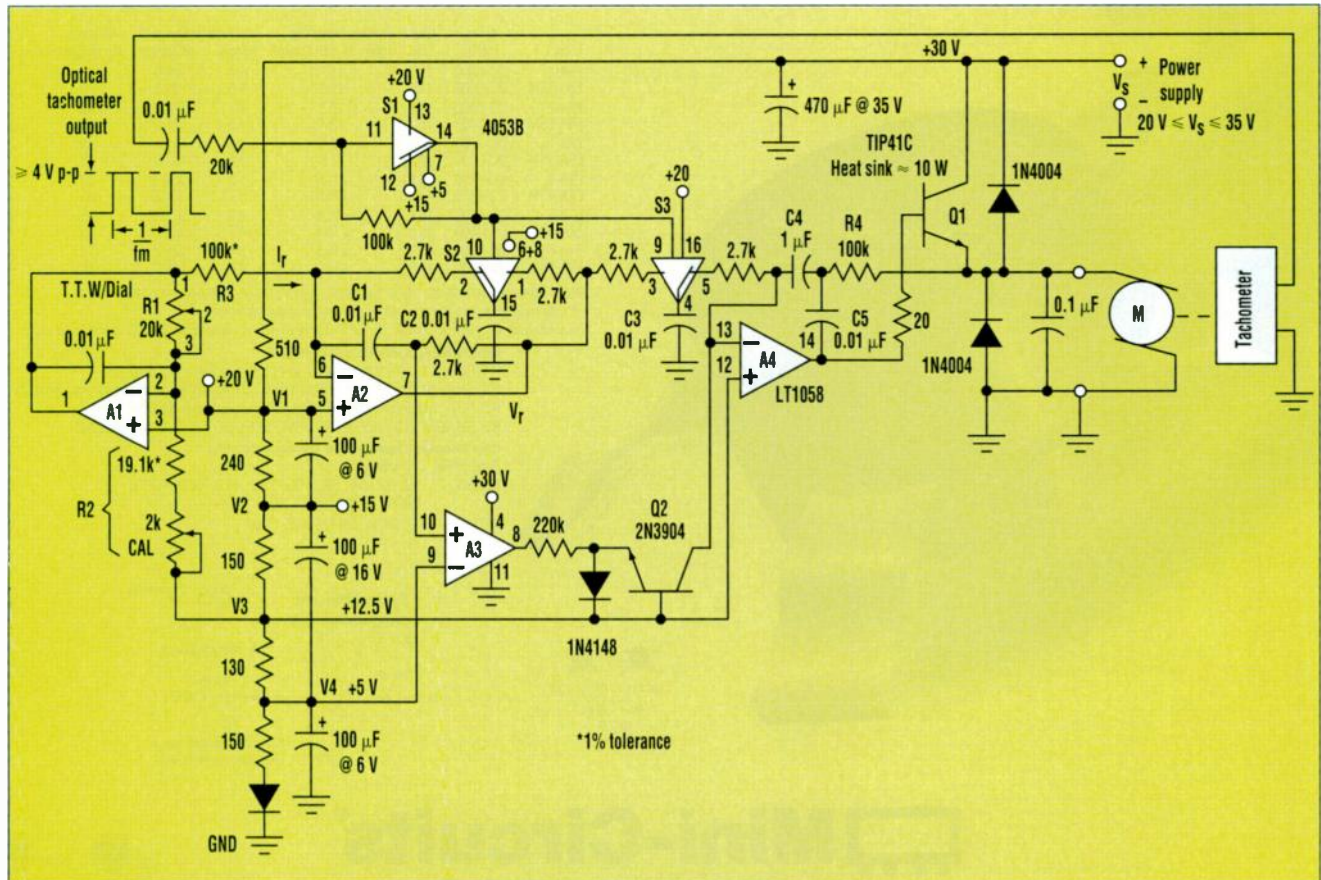 Optical
tachometer
output
≥ 4 V p-p
1
fm
0.01 µF
20k
+20 V
S1
13
11
14
4053B
7
12
+5
+15
100k
+30 V
+
VS
−
Power
supply
20 V ≤ VS ≤ 35 V
+
470 µF @ 35 V
TIP41C
Heat sink ≈ 10 W
Q1
1N4004
+20
S3
+15
10
6+8
9
16
C4
1 µF
R4
100k
100k*
R3
Ir
2.7k
S2
2
1
2.7k
2.7k
3
5
2.7k
15
4
T.T.W/Dial
1
R1
20k
2
3
0.01 µF
C1
0.01 µF
C2
0.01 µF
2.7k
C3
0.01 µF
C5
0.01 µF
20
0.1 µF
M
Tachometer
510
6
−
A2
7
5
+
Vr
13
−
A4
14
12
+
LT1058
1N4004
+20 V
1
A1
−
2
+
3
V1
+
100 µF
@ 6 V
19.1k*
240
R2
2k
CAL
V2
+15 V
+
100 µF
@ 16 V
150
+30 V
10
+
A3
4
8
9
−
11
220k
Q2
2N3904
V3
+12.5 V
1N4148
130
V4
+5 V
150
+
100 µF
@ 6 V
*1% tolerance
GND
Mini-Circuits